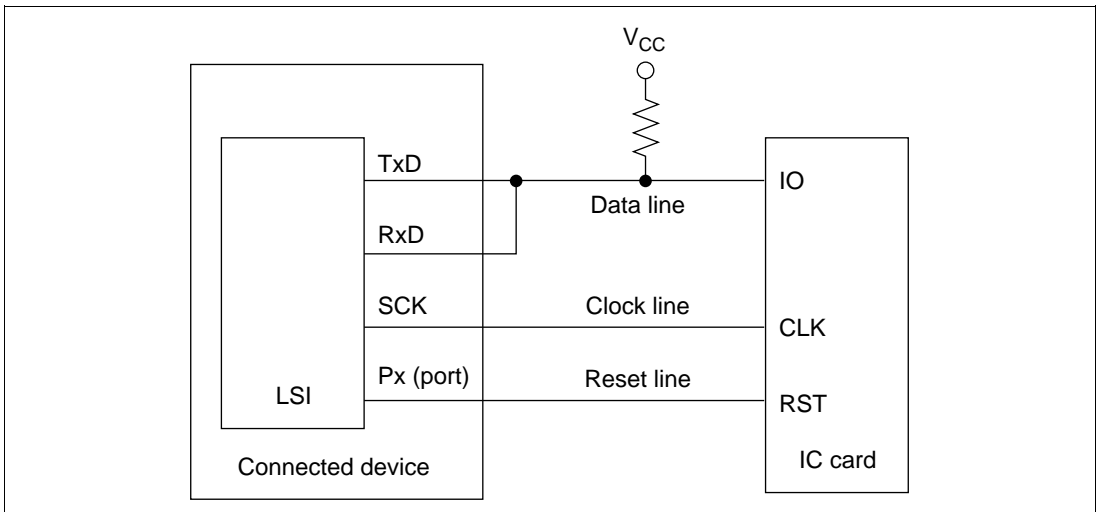 VCC
TxD
IO
Data line
RxD
SCK
Clock line
CLK
Px (port)
Reset line
LSI
RST
Connected device
IC card